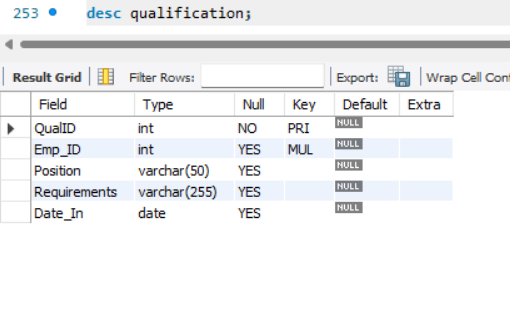 253 desc qualification;
Result Grid Filter Rows: Export: Wrap Cell Cont
Field Type Null Key Default Extra
QualID int NO PRI NULL
Emp_ID int YES MUL NULL
Position varchar(50) YES NULL
Requirements varchar(255) YES NULL
Date_In date YES NULL